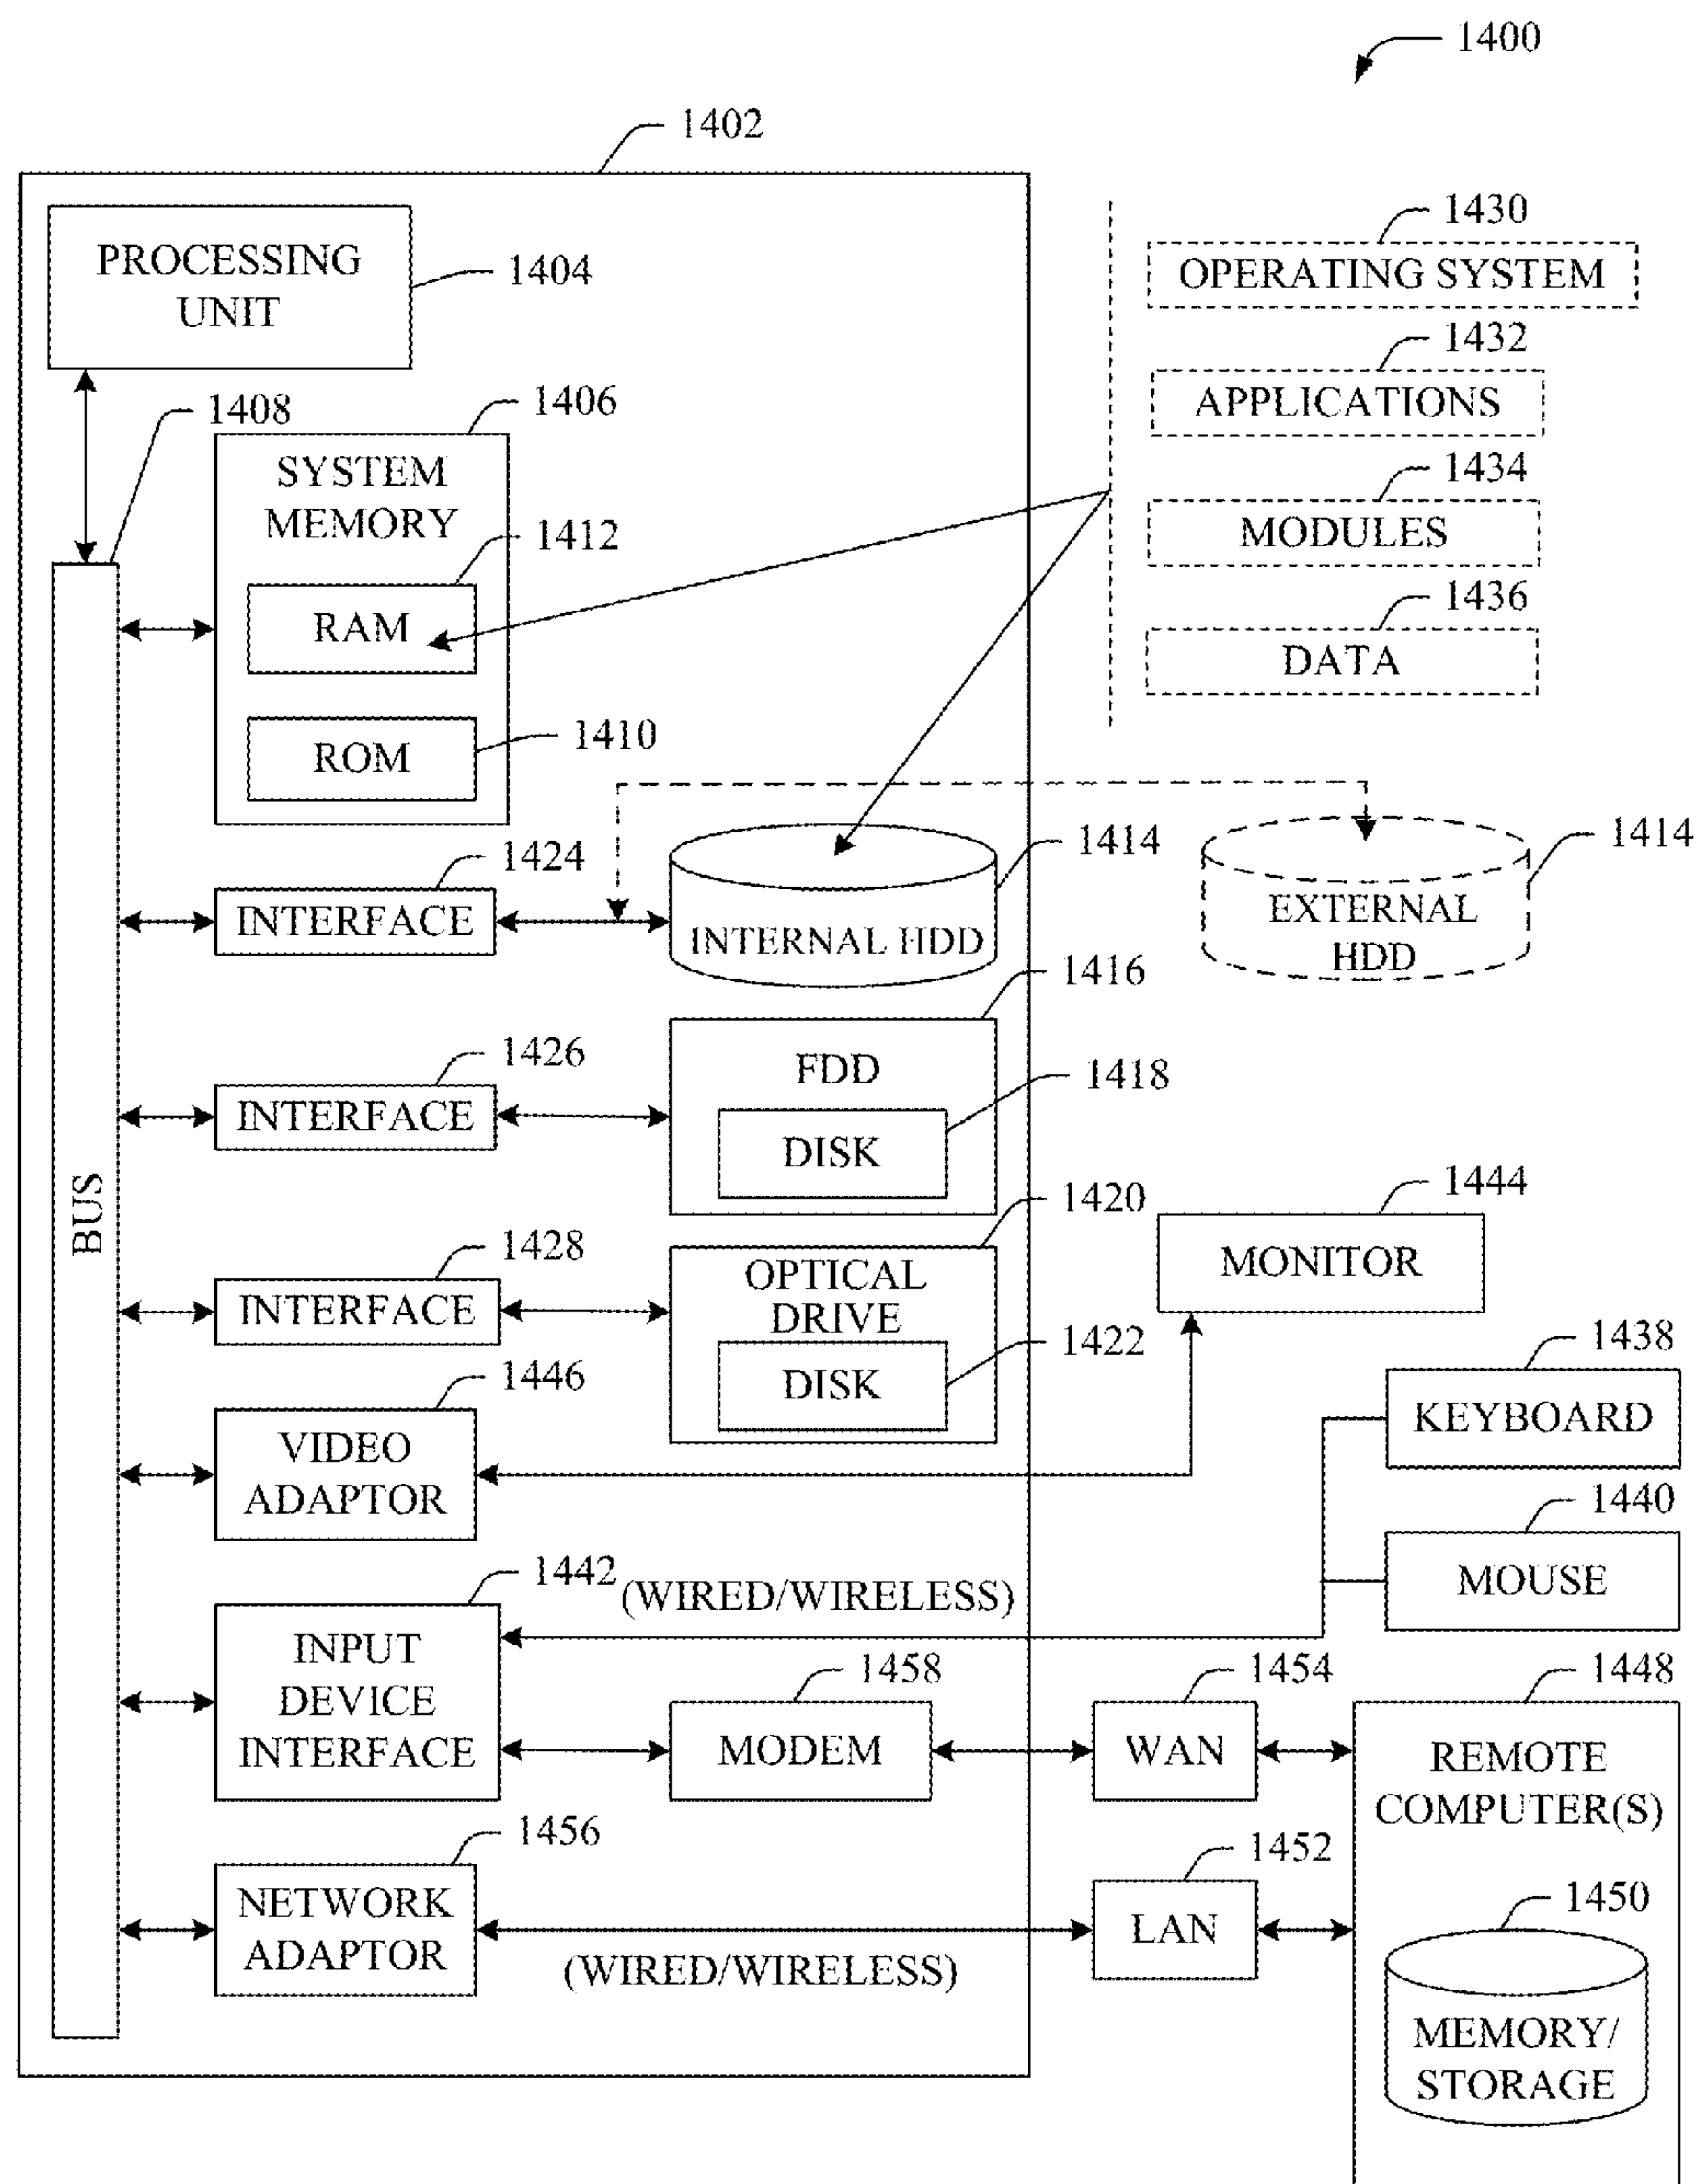 1400
1402
PROCESSING
UNIT
1404
1430
OPERATING SYSTEM
1432
APPLICATIONS
1434
MODULES
1436
DATA
1408
1406
SYSTEM
MEMORY
1412
RAM
1410
ROM
1424
INTERFACE
1414
INTERNAL HDD
1414
EXTERNAL
HDD
1426
INTERFACE
1416
FDD
1418
DISK
BUS
1428
INTERFACE
1420
OPTICAL
DRIVE
1422
DISK
1444
MONITOR
1438
KEYBOARD
1446
VIDEO
ADAPTOR
1440
MOUSE
1442
(WIRED/WIRELESS)
INPUT
DEVICE
INTERFACE
1458
MODEM
1454
WAN
1448
REMOTE
COMPUTER(S)
1456
NETWORK
ADAPTOR
(WIRED/WIRELESS)
1452
LAN
1450
MEMORY/
STORAGE